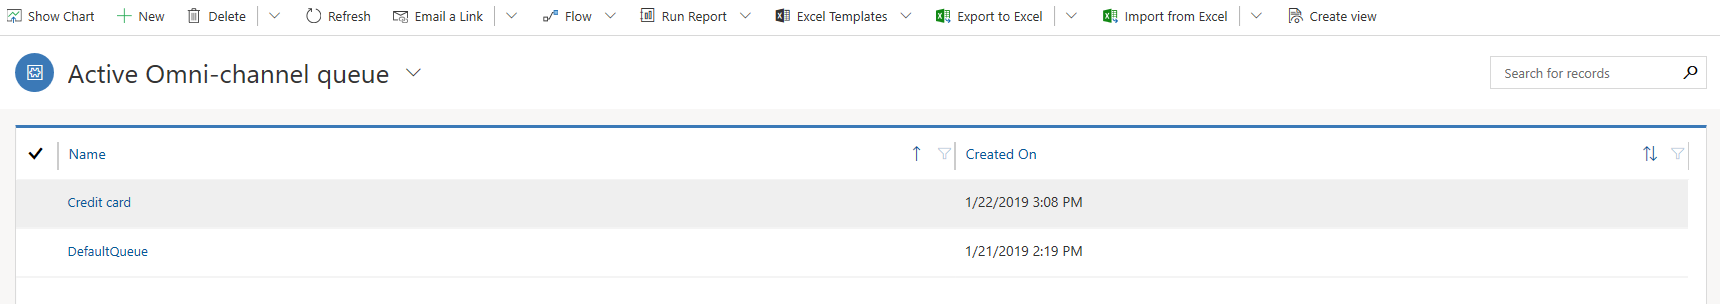 Show Chart New Delete Refresh Email a Link Flow Run Report Excel Templates Export to Excel Import from Excel Create view
Active Omni-channel queue Search for records
Name Created On
Credit card 1/22/2019 3:08 PM
DefaultQueue 1/21/2019 2:19 PM